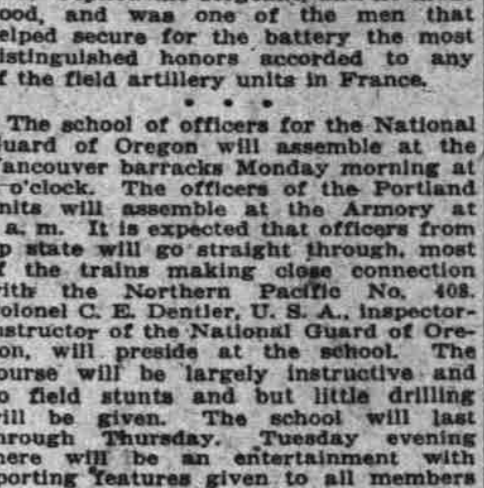 ood, and was one of the men that
elped secure for the battery the most
istinguished honors accorded to any
f the field artillery units in France.
* * *
The school of officers for the National
uard of Oregon will assemble at the
ancouver barracks Monday morning at
o'clock. The officers of the Portland
nits will assemble at the Armory at
a. m. It is expected that officers from
p state will go straight through, most
f the trains making close connection
ith the Northern Pacific No. 408.
olonel C. E. Dentler, U. S. A., inspector-
nstructor of the National Guard of Ore-
on, will preside at the school. The
ourse will be largely instructive and
o field stunts and but little drilling
ill be given. The school will last
hrough Thursday. Tuesday evening
here will be an entertainment with
porting features given to all members